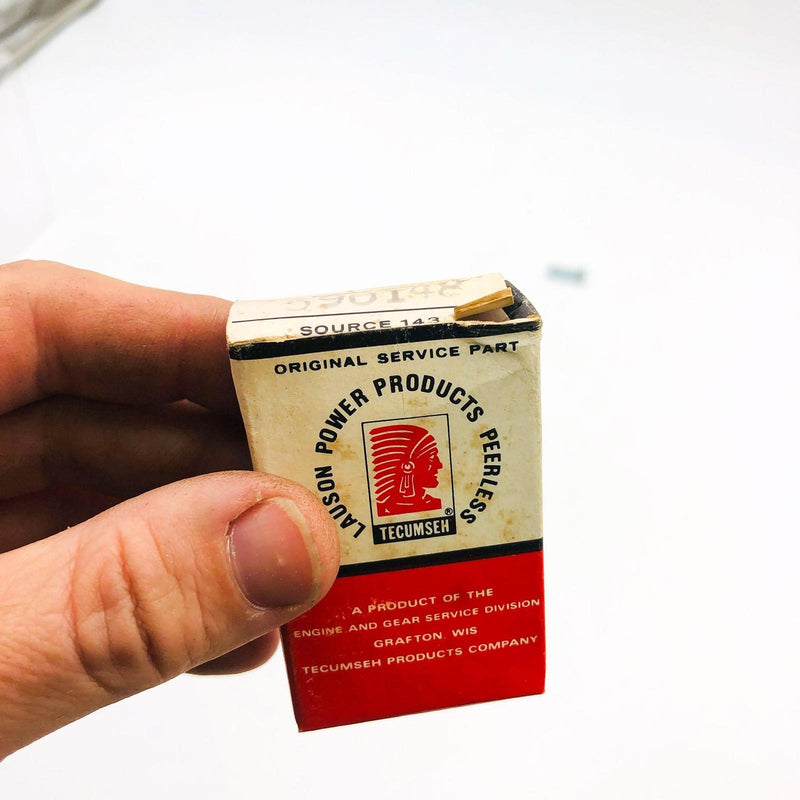 590148
SOURCE 143
ORIGINAL SERVICE PART
LAUSON POWER PRODUCTS PEERLESS
®
TECUMSEH
A PRODUCT OF THE
ENGINE AND GEAR SERVICE DIVISION
GRAFTON, WIS
TECUMSEH PRODUCTS COMPANY